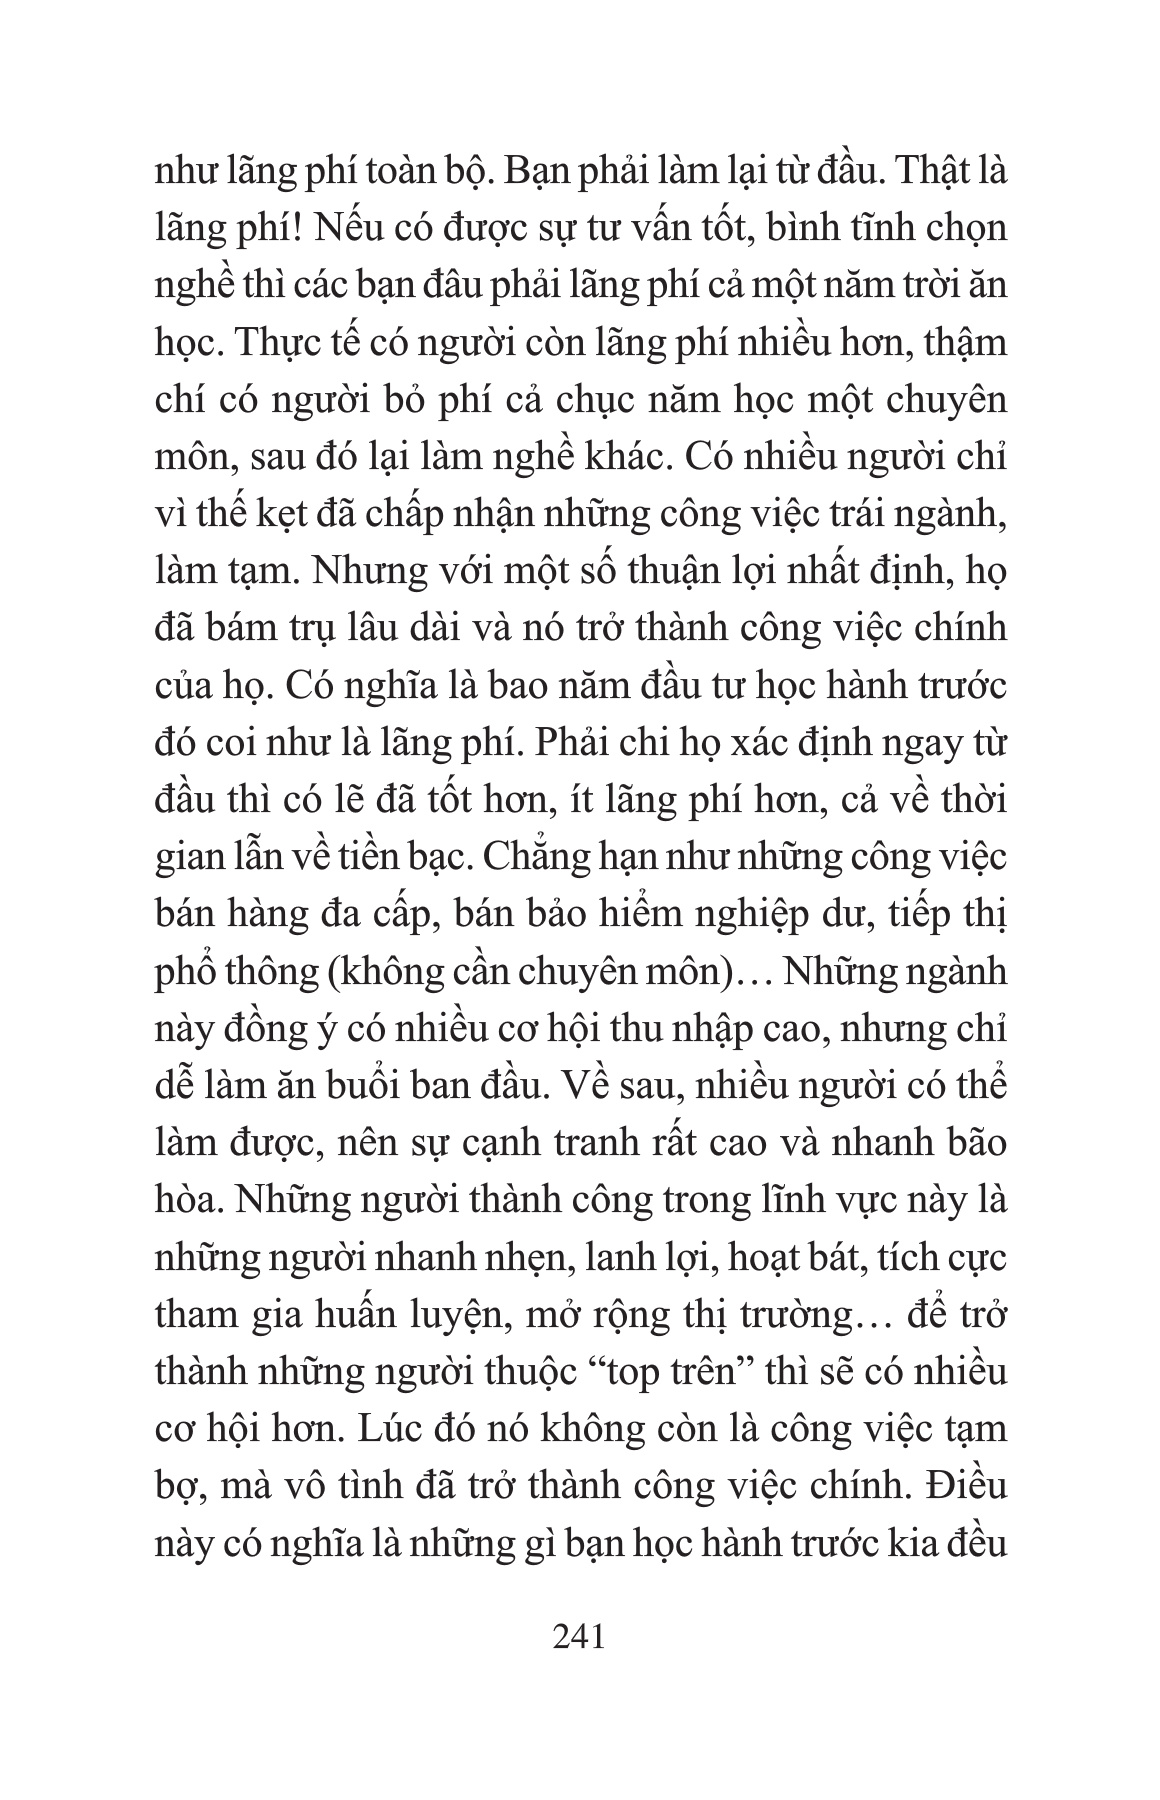 như lãng phí toàn bộ. Bạn phải làm lại từ đầu. Thật là
lãng phí! Nếu có được sự tư vấn tốt, bình tĩnh chọn
nghề thì các bạn đâu phải lãng phí cả một năm trời ăn
học. Thực tế có người còn lãng phí nhiều hơn, thậm
chí có người bỏ phí cả chục năm học một chuyên
môn, sau đó lại làm nghề khác. Có nhiều người chỉ
vì thế kẹt đã chấp nhận những công việc trái ngành,
làm tạm. Nhưng với một số thuận lợi nhất định, họ
đã bám trụ lâu dài và nó trở thành công việc chính
của họ. Có nghĩa là bao năm đầu tư học hành trước
đó coi như là lãng phí. Phải chi họ xác định ngay từ
đầu thì có lẽ đã tốt hơn, ít lãng phí hơn, cả về thời
gian lẫn về tiền bạc. Chẳng hạn như những công việc
bán hàng đa cấp, bán bảo hiểm nghiệp dư, tiếp thị
phổ thông (không cần chuyên môn)… Những ngành
này đồng ý có nhiều cơ hội thu nhập cao, nhưng chỉ
dễ làm ăn buổi ban đầu. Về sau, nhiều người có thể
làm được, nên sự cạnh tranh rất cao và nhanh bão
hòa. Những người thành công trong lĩnh vực này là
những người nhanh nhẹn, lanh lợi, hoạt bát, tích cực
tham gia huấn luyện, mở rộng thị trường… để trở
thành những người thuộc “top trên” thì sẽ có nhiều
cơ hội hơn. Lúc đó nó không còn là công việc tạm
bợ, mà vô tình đã trở thành công việc chính. Điều
này có nghĩa là những gì bạn học hành trước kia đều
241